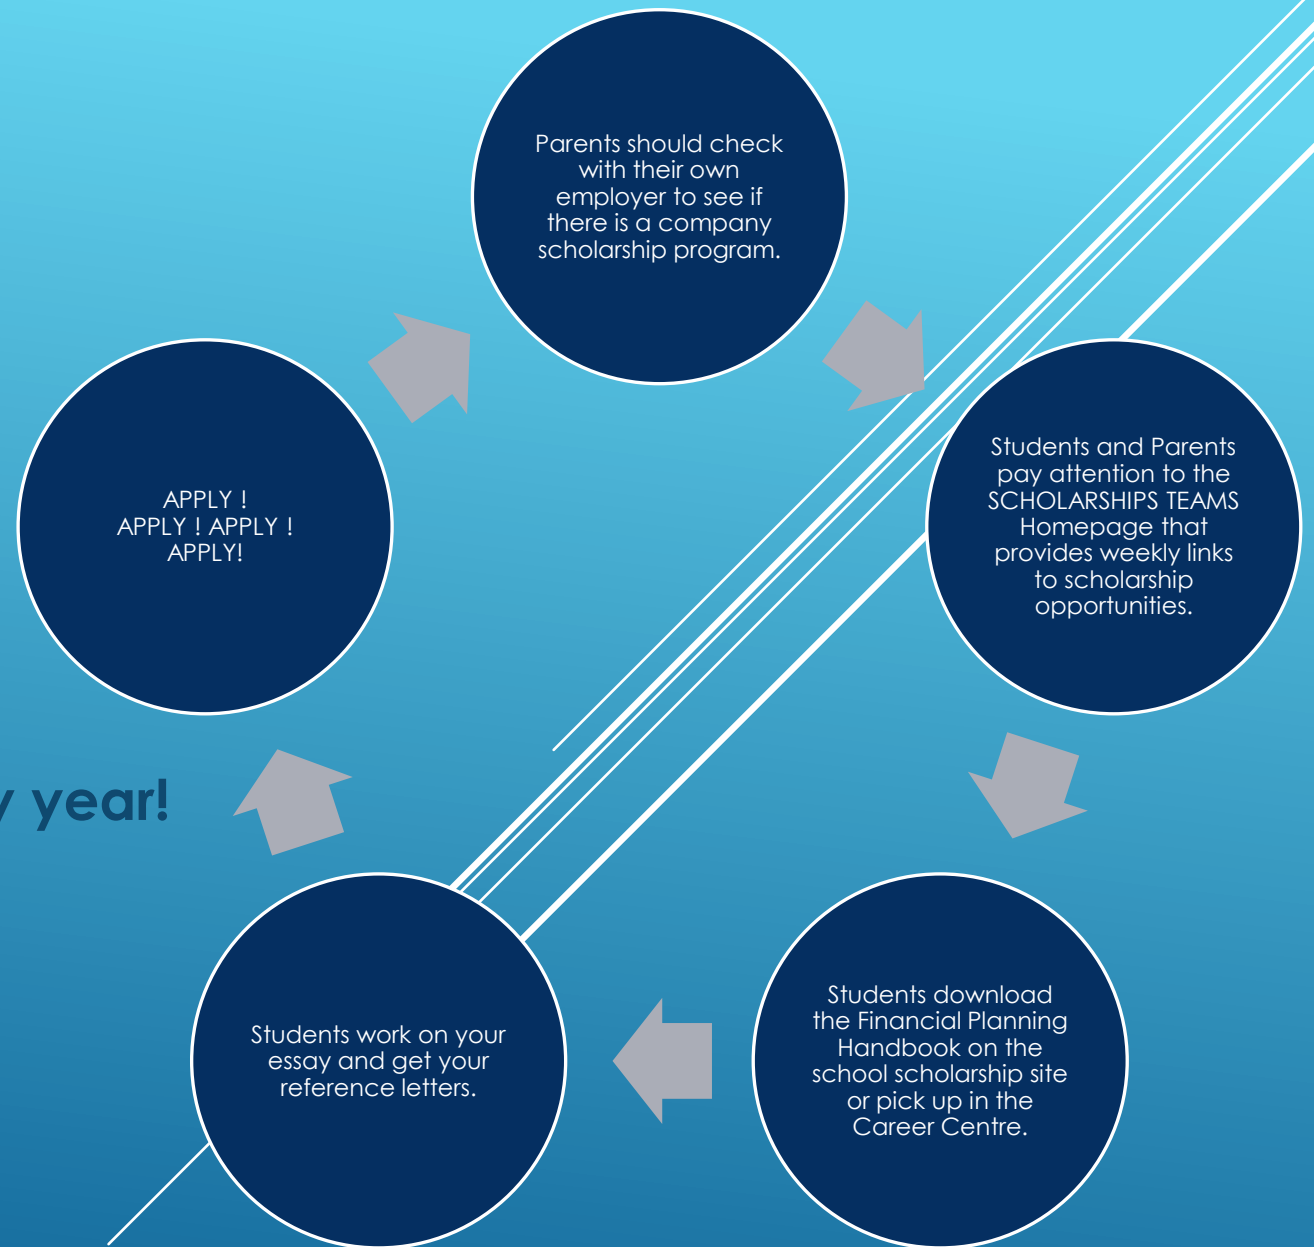 Parents should check
with their own
employer to see if
there is a company
scholarship program.
Students and Parents
pay attention to the
SCHOLARSHIPS TEAMS
Homepage that
provides weekly links
to scholarship
opportunities.
Students download
the Financial Planning
Handbook on the
school scholarship site
or pick up in the
Career Centre.
Students work on your
essay and get your
reference letters.
APPLY !
APPLY ! APPLY !
APPLY!
year!